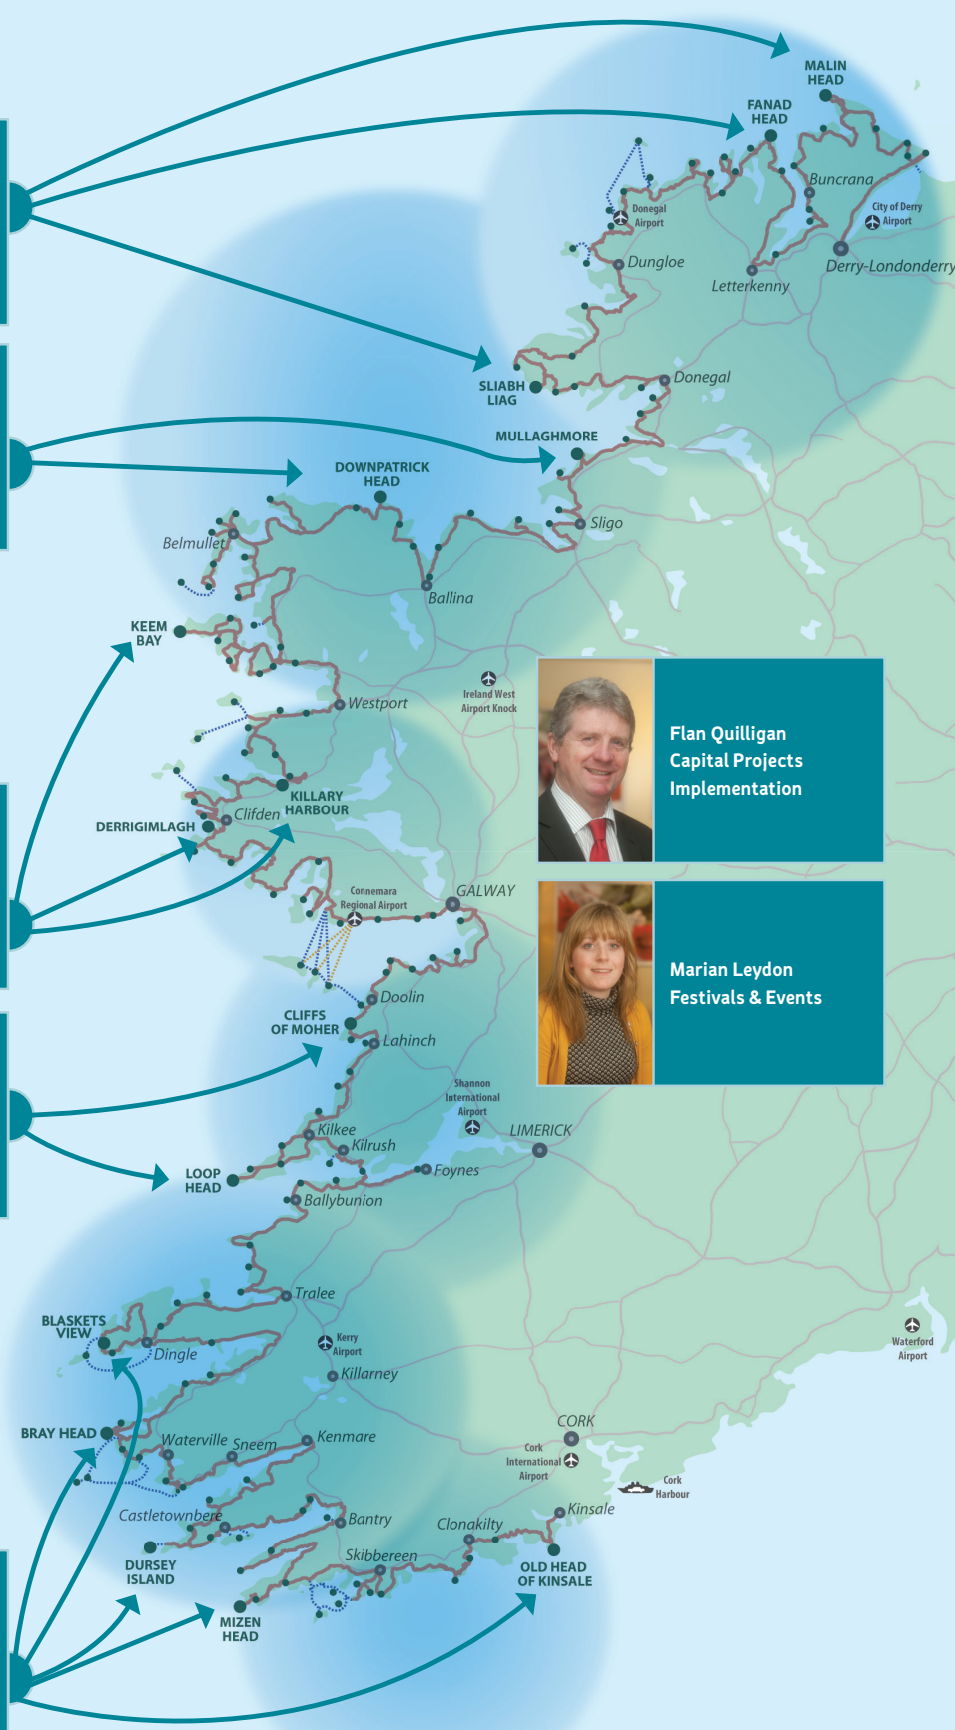 MALIN
HEAD
FANAD
HEAD
Buncrana
City of Derry
Airport
Donegal
Airport
Dungloe
Derry-Londonderry
Letterkenny
SLIABH
LIAG
Donegal
MULLAGHMORE
DOWNPATRICK
HEAD
Sligo
Belmullet
Ballina
KEEM
BAY
Ireland West
Airport Knock
Westport
Flan Quilligan
Capital Projects
Implementation
KILLARY
HARBOUR
Clifden
DERRIGIMLAGH
Connemara
Regional Airport
GALWAY
Marian Leydon
Festivals & Events
Doolin
CLIFFS
OF MOHER
Lahinch
Shannon
International
Airport
Kilkee
LIMERICK
Kilrush
LOOP
HEAD
Foynes
Ballybunion
Tralee
BLASKETS
VIEW
Dingle
Kerry
Airport
Waterford
Airport
Killarney
BRAY HEAD
CORK
Waterville
Sneem
Kenmare
Cork
International
Airport
Cork
Harbour
Castletownbere
Bantry
Clonakilty
Kinsale
Skibbereen
DURSEY
ISLAND
OLD HEAD
OF KINSALE
MIZEN
HEAD